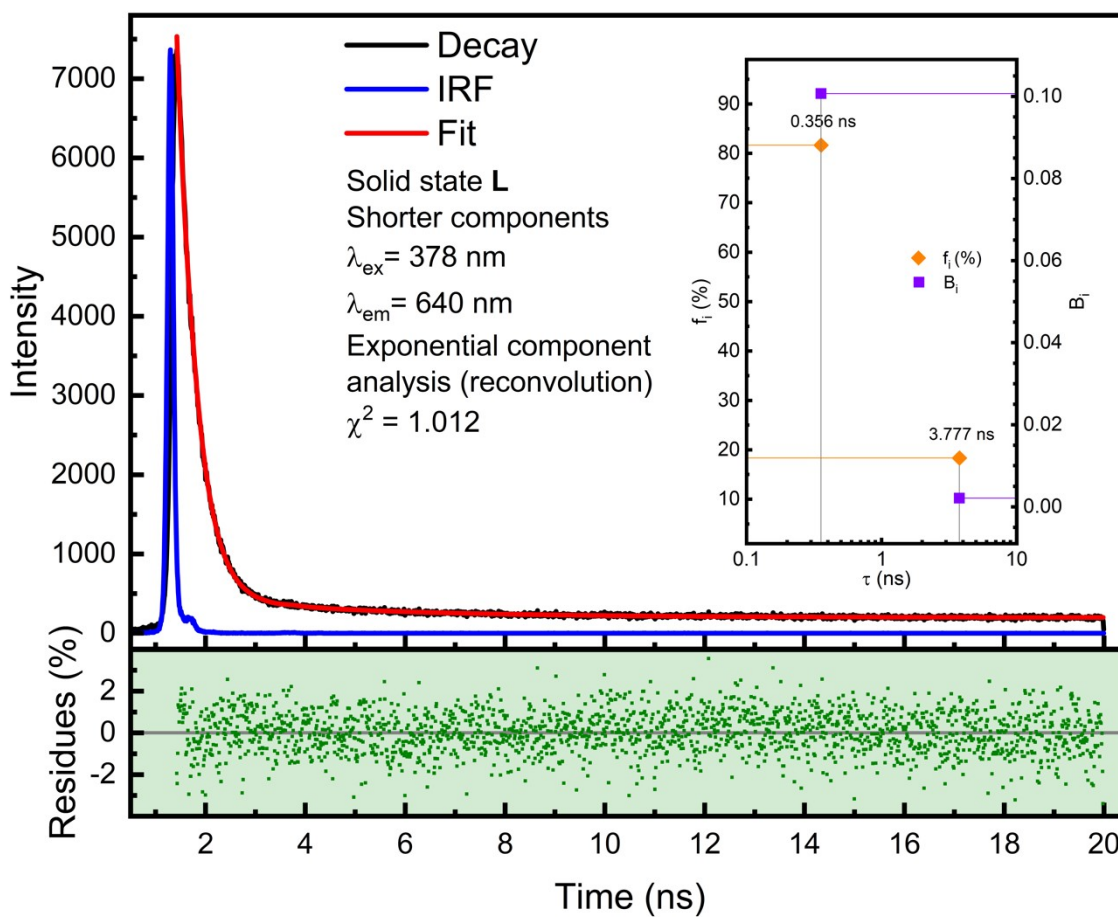 Decay
IRF
Fit
Solid state L
Shorter components
λex= 378 nm
λem= 640 nm
Exponential component
analysis (reconvolution)
χ² = 1.012
Intensity
7000
6000
5000
4000
3000
2000
1000
0
90
80
70
60
50
40
30
20
10
fi (%)
0.356 ns
3.777 ns
fi (%)
Bi
0.10
0.08
0.06
0.04
0.02
0.00
Bi
0.1
1
10
τ (ns)
Residues (%)
2
0
-2
2
4
6
8
10
12
14
16
18
20
Time (ns)